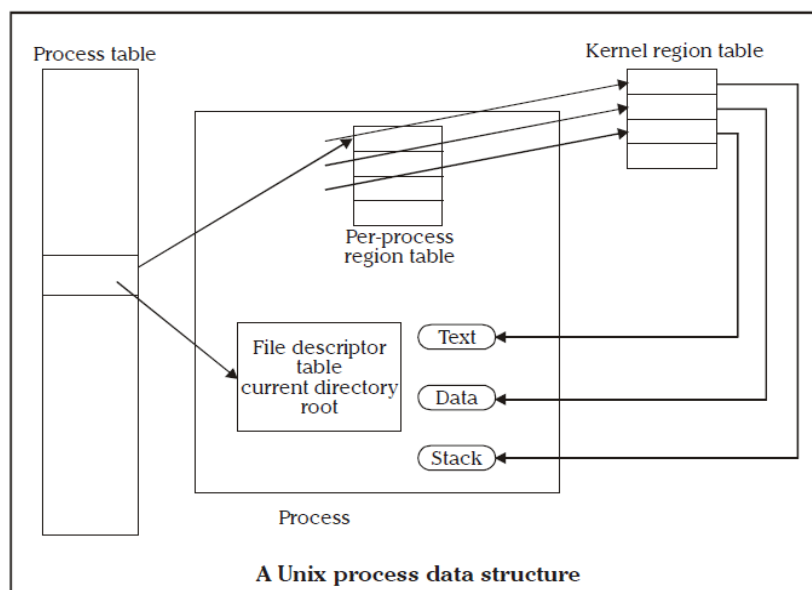 Process table
Kernel region table
Per-process
region table
File descriptor
table
current directory
root
Text
Data
Stack
Process
A Unix process data structure